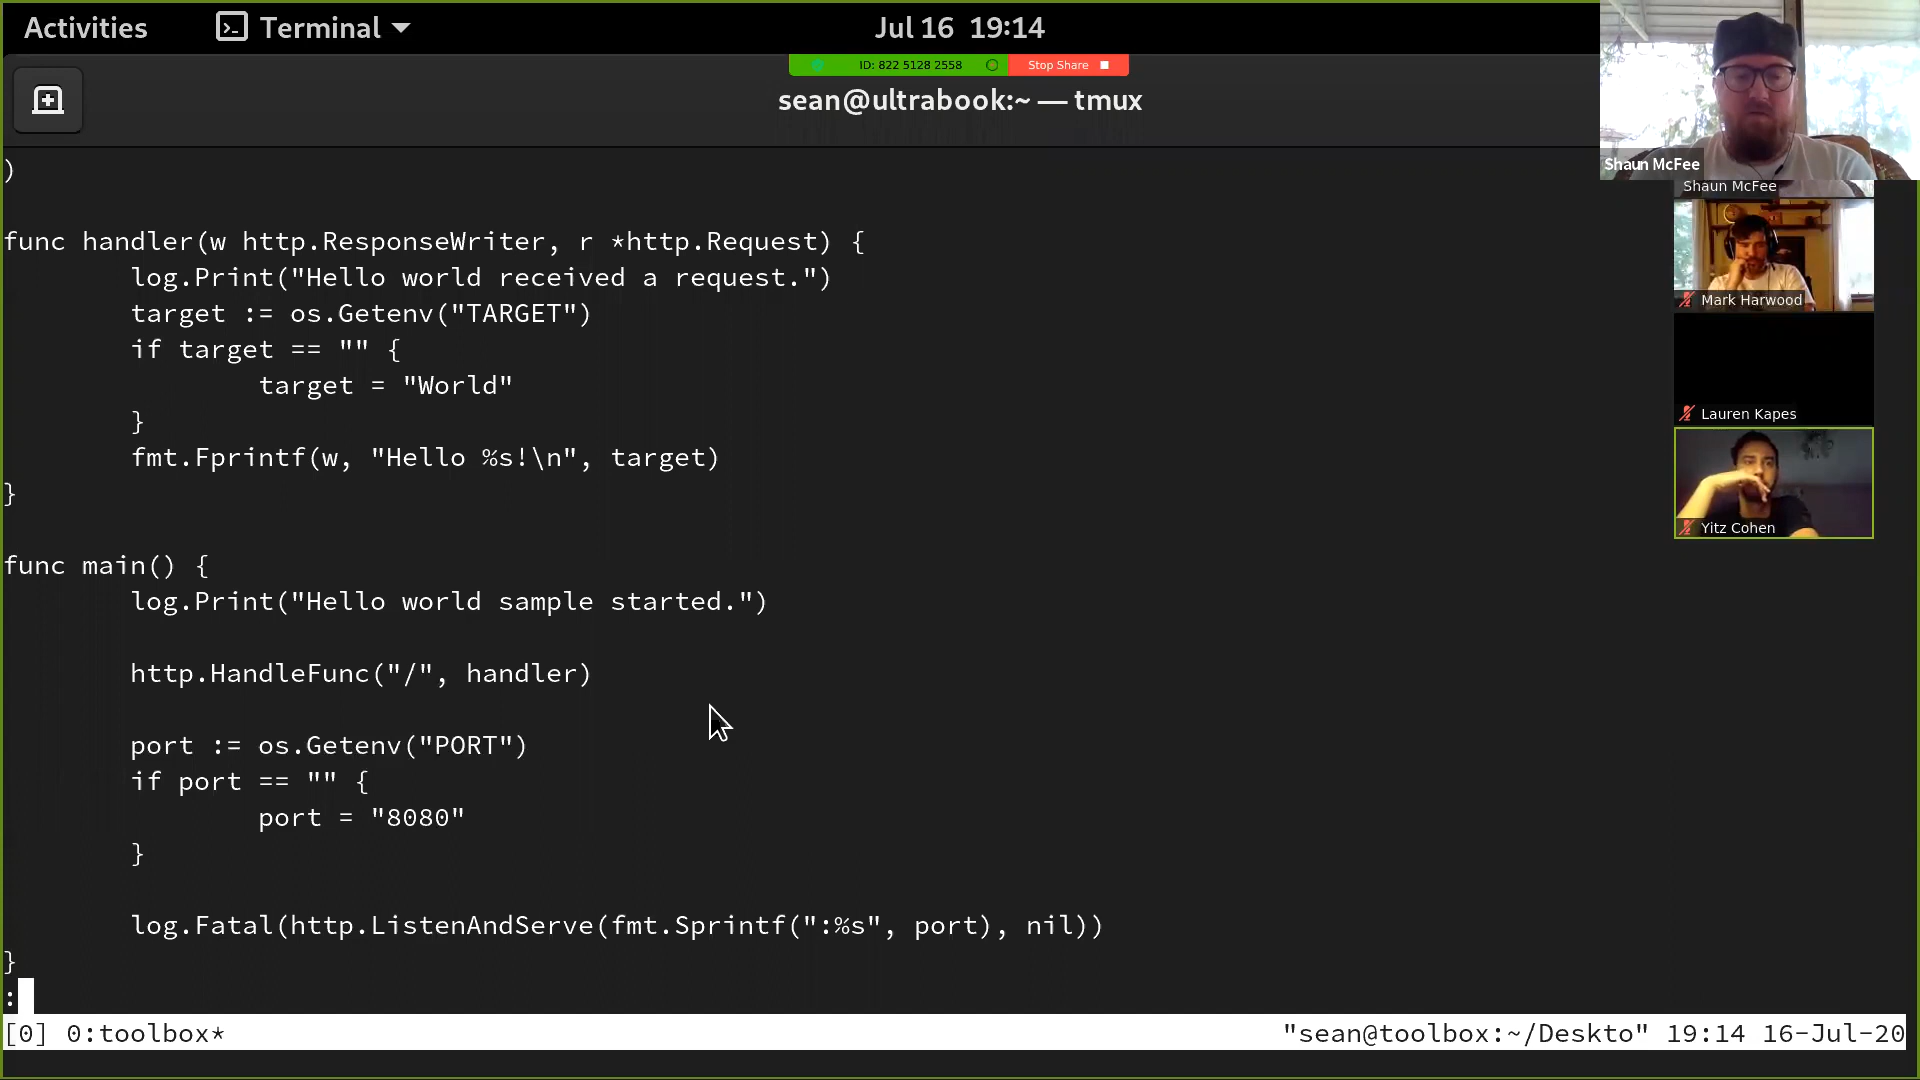 Activities Terminal Jul 16 19:14
ID: 822 5128 2558 Stop Share
sean@ultrabook:~ — tmux
Shaun McFee
Shaun McFee
Mark Harwood
Lauren Kapes
Yitz Cohen
)
func handler(w http.ResponseWriter, r *http.Request) {
log.Print("Hello world received a request.")
target := os.Getenv("TARGET")
if target == "" {
target = "World"
}
fmt.Fprintf(w, "Hello %s!\n", target)
}
func main() {
log.Print("Hello world sample started.")
http.HandleFunc("/", handler)
port := os.Getenv("PORT")
if port == "" {
port = "8080"
}
log.Fatal(http.ListenAndServe(fmt.Sprintf(":%s", port), nil))
}
:
[0] 0:toolbox* "sean@toolbox:~/Deskto" 19:14 16-Jul-20